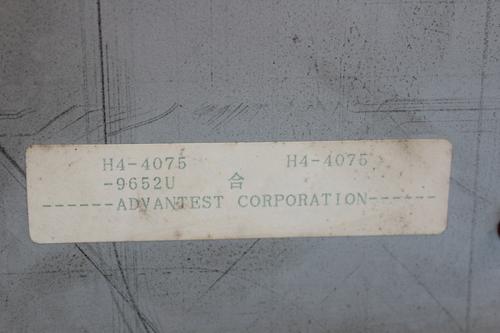 H4-4075 H4-4075
-9652U 合
------ADVANTEST CORPORATION------